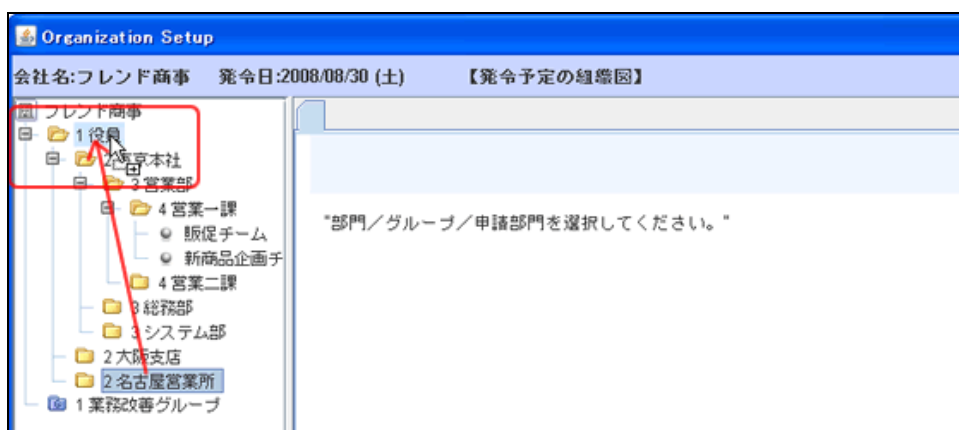 Organization Setup
会社名:フレンド商事 発令日:2008/08/30 (土) 【発令予定の組織図】
フレンド商事
1 役員
2 東京本社
3 営業部
4 営業一課
販促チーム
新商品企画チ
4 営業二課
3 総務部
3 システム部
2 大阪支店
2 名古屋営業所
1 業務改善グループ
"部門／グループ／申請部門を選択してください。"